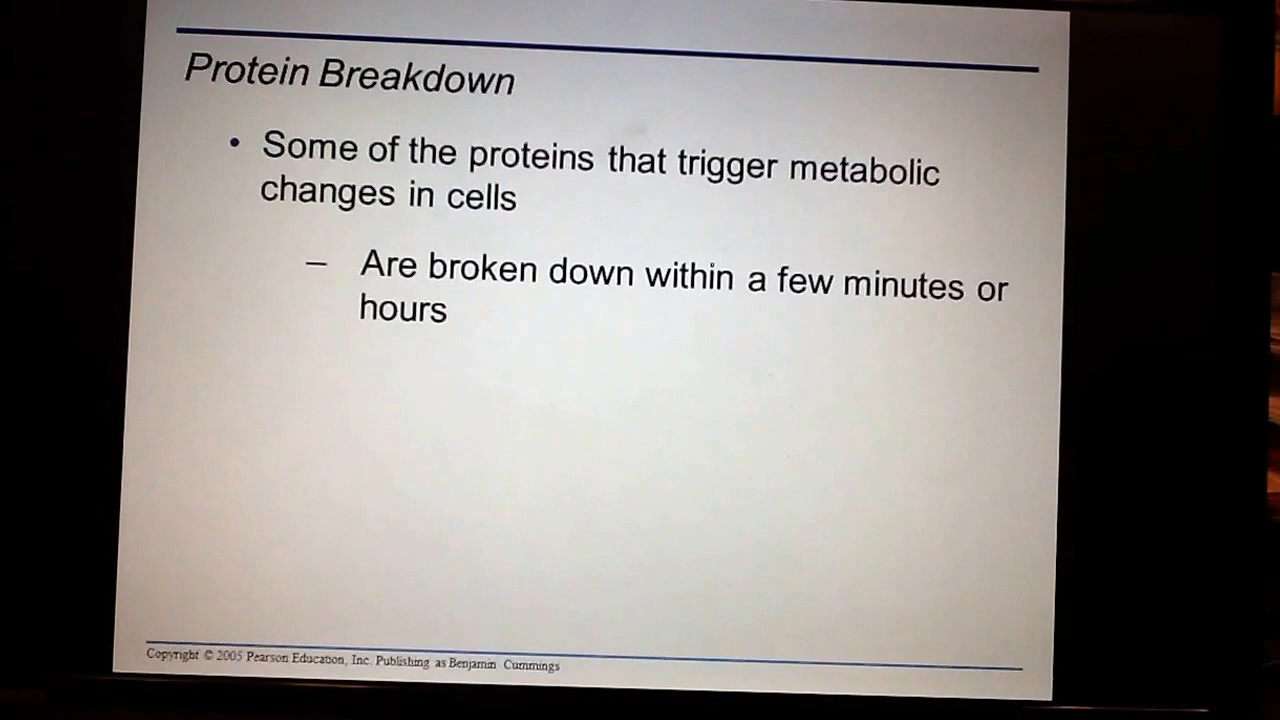 Protein Breakdown
• Some of the proteins that trigger metabolic
changes in cells
– Are broken down within a few minutes or
hours
Copyright © 2005 Pearson Education, Inc. Publishing as Benjamin Cummings